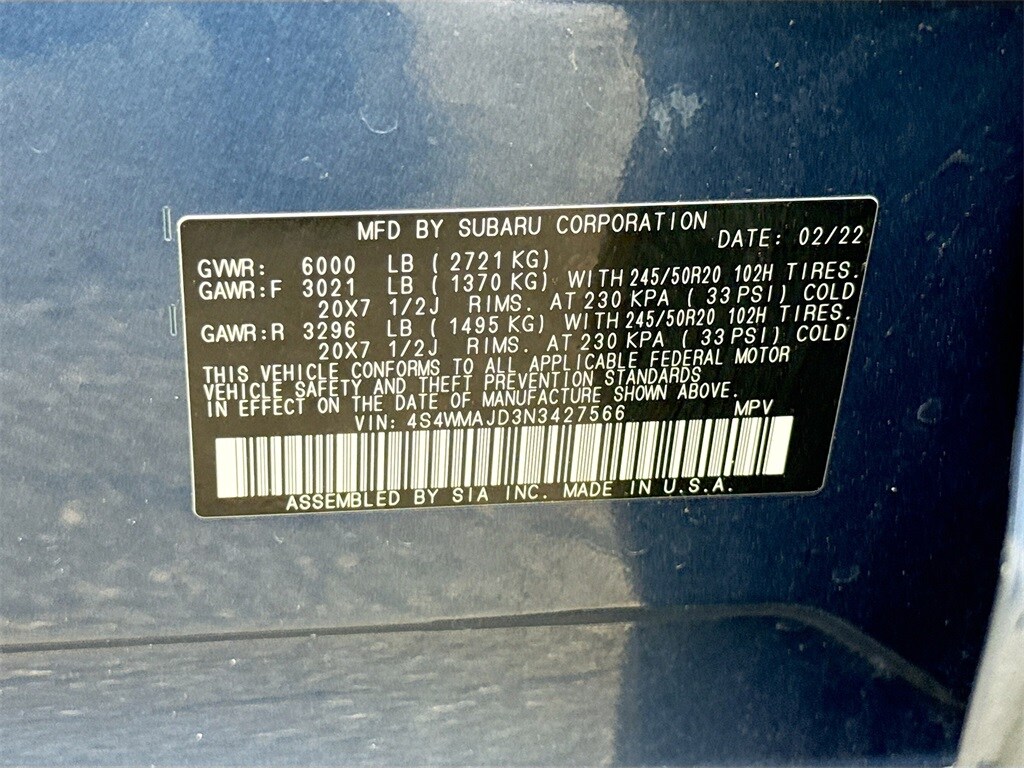 MFD BY SUBARU CORPORATION
DATE: 02/22
GVWR: 6000 LB ( 2721 KG)
GAWR:F 3021 LB ( 1370 KG) WITH 245/50R20 102H TIRES.
20X7 1/2J RIMS. AT 230 KPA ( 33 PSI) COLD
GAWR:R 3296 LB ( 1495 KG) WITH 245/50R20 102H TIRES.
20X7 1/2J RIMS. AT 230 KPA ( 33 PSI) COLD
THIS VEHICLE CONFORMS TO ALL APPLICABLE FEDERAL MOTOR
VEHICLE SAFETY AND THEFT PREVENTION STANDARDS
IN EFFECT ON THE DATE OF MANUFACTURE SHOWN ABOVE.
VIN: 4S4WMAJD3N3427566 MPV
ASSEMBLED BY SIA INC. MADE IN U.S.A.